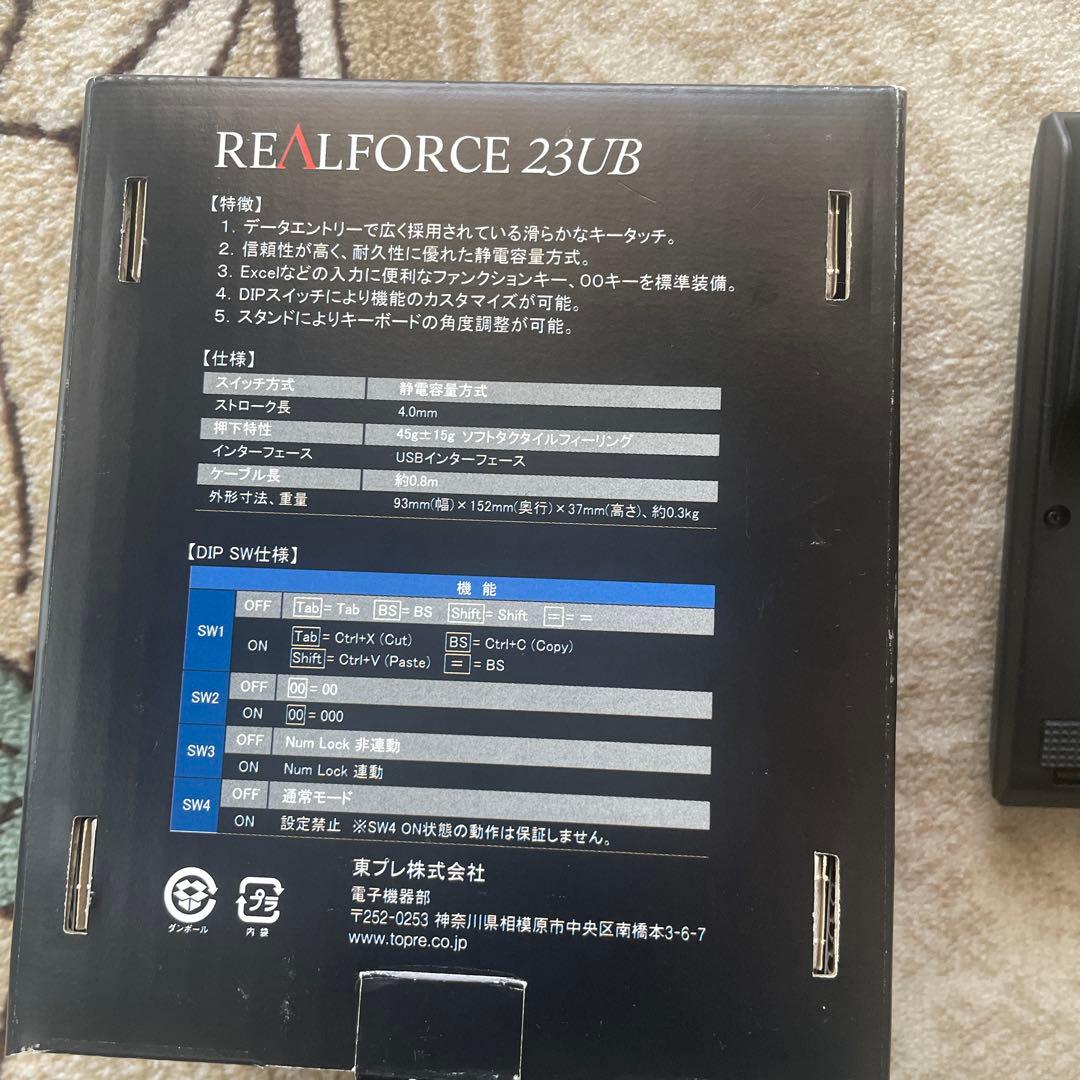 REALFORCE 23UB
【特徴】
1. データエントリーで広く採用されている滑らかなキータッチ。
2. 信頼性が高く、耐久性に優れた静電容量方式。
3. Excelなどの入力に便利なファンクションキー、00キーを標準装備。
4. DIPスイッチにより機能のカスタマイズが可能。
5. スタンドによりキーボードの角度調整が可能。
【仕様】
スイッチ方式 静電容量方式
ストローク長 4.0mm
押下特性 45g±15g ソフトタクタイルフィーリング
インターフェース USBインターフェース
ケーブル長 約0.8m
外形寸法、重量 93mm(幅)×152mm(奥行)×37mm(高さ)、約0.3kg
【DIP SW仕様】
機能
SW1 OFF Tab = Tab BS = BS Shift = Shift = = =
ON Tab = Ctrl+X (Cut) BS = Ctrl+C (Copy)
Shift = Ctrl+V (Paste) = = BS
SW2 OFF 00 = 00
ON 00 = 000
SW3 OFF Num Lock 非連動
ON Num Lock 連動
SW4 OFF 通常モード
ON 設定禁止 ※SW4 ON状態の動作は保証しません。
東プレ株式会社
電子機器部
〒252-0253 神奈川県相模原市中央区南橋本3-6-7
www.topre.co.jp
ダンボール
プラ
内袋